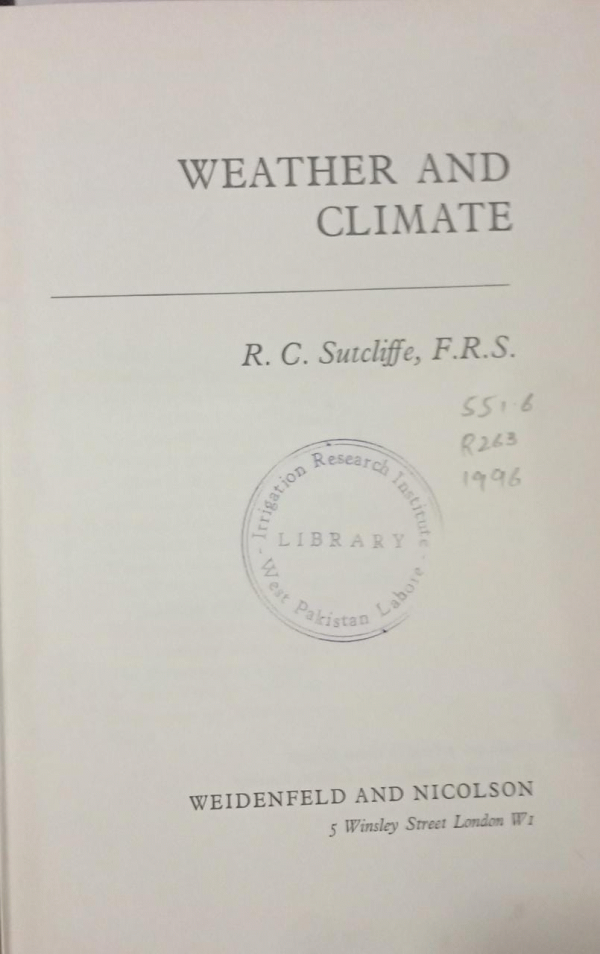 WEATHER AND
CLIMATE
R. C. Sutcliffe, F.R.S.
551.6
R263
1996
Irrigation Research Institute
LIBRARY
West Pakistan Lahore
WEIDENFELD AND NICOLSON
5 Winsley Street London W1